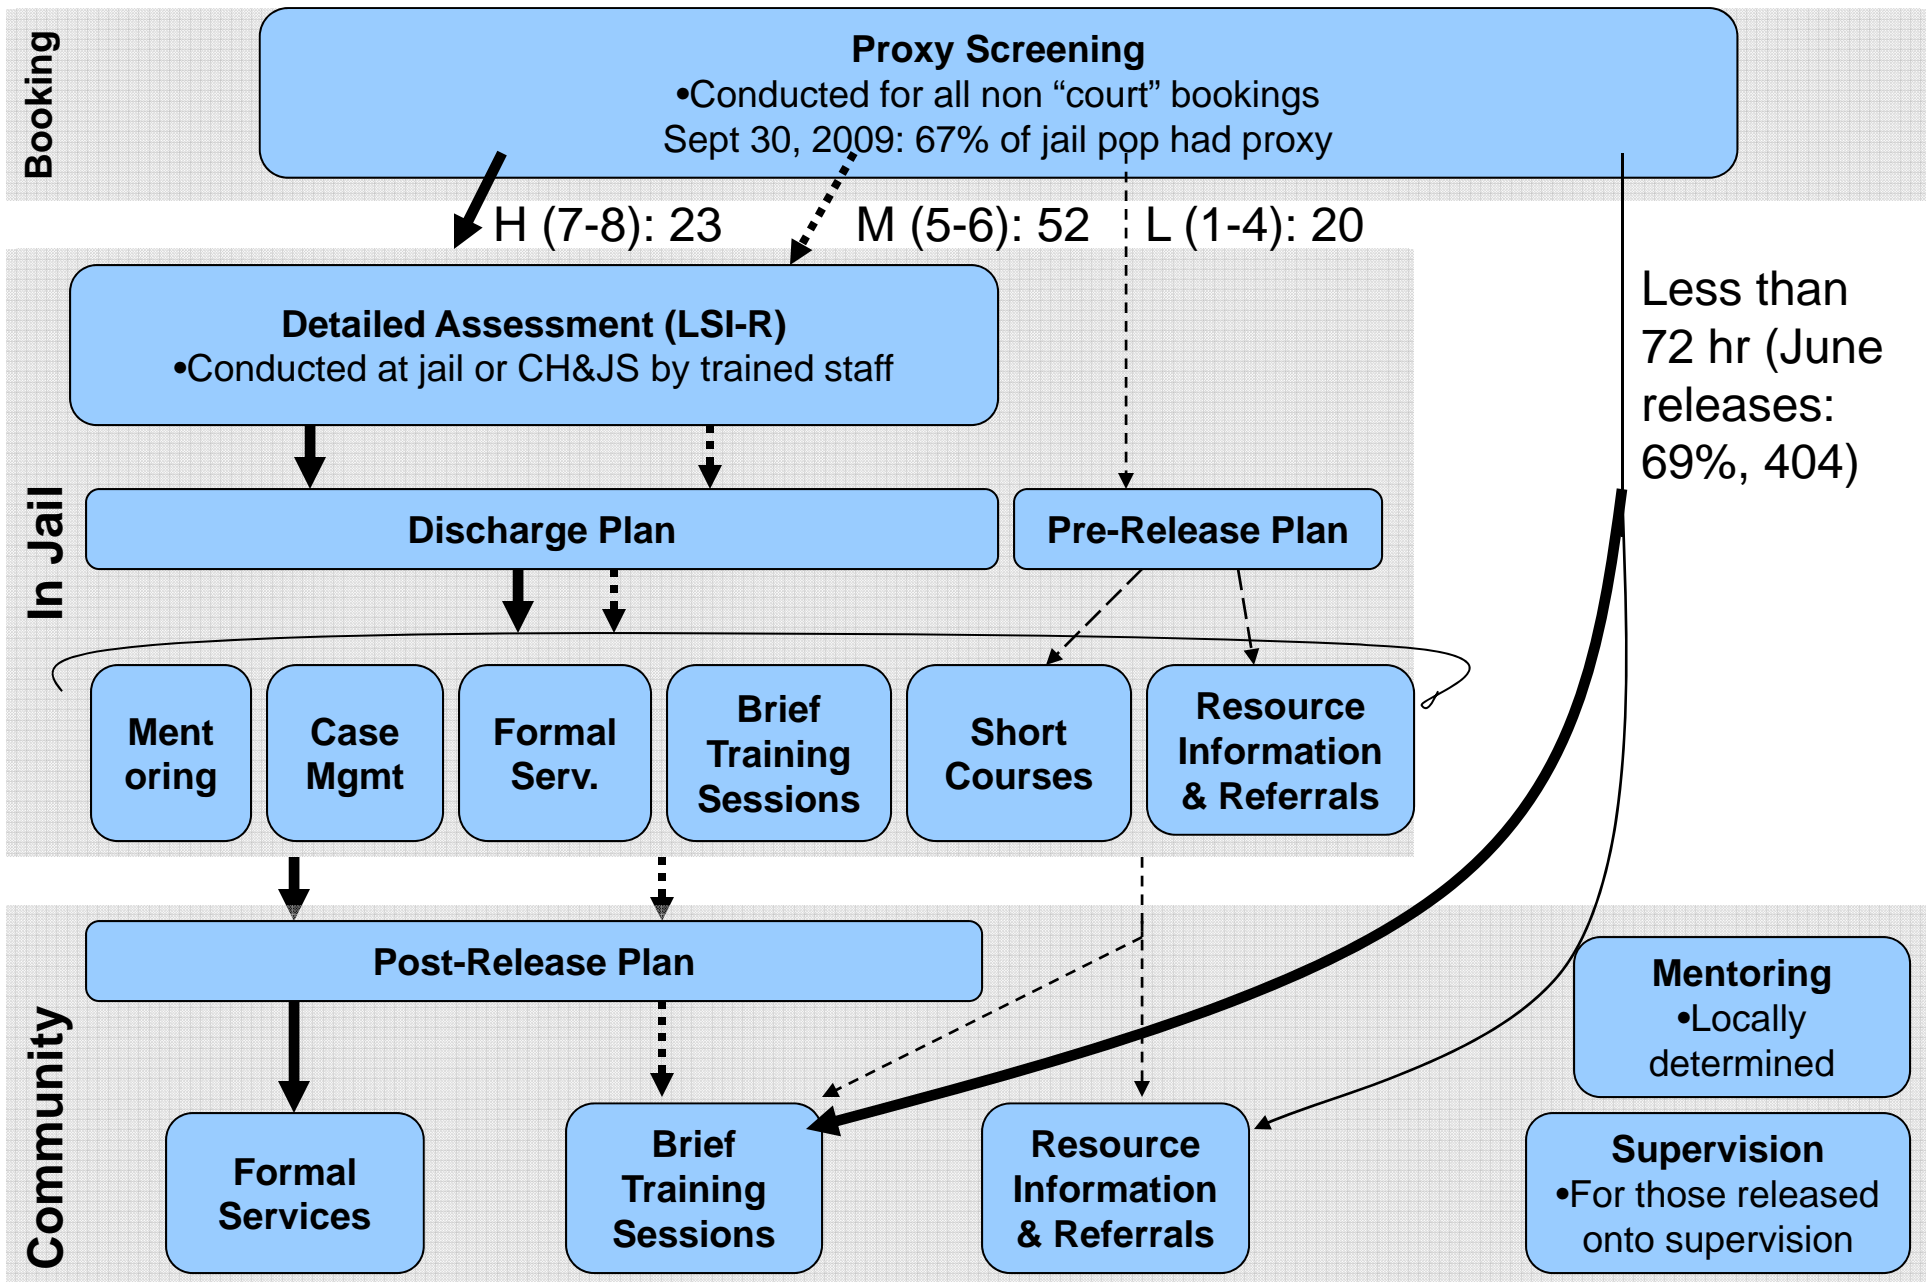 Booking
Proxy Screening
•Conducted for all non “court” bookings
Sept 30, 2009: 67% of jail pop had proxy
H (7-8): 23
M (5-6): 52
L (1-4): 20
Less than
72 hr (June
releases:
69%, 404)
In Jail
Detailed Assessment (LSI-R)
•Conducted at jail or CH&JS by trained staff
Discharge Plan
Pre-Release Plan
Ment
oring
Case
Mgmt
Formal
Serv.
Brief
Training
Sessions
Short
Courses
Resource
Information
& Referrals
Community
Post-Release Plan
Formal
Services
Brief
Training
Sessions
Resource
Information
& Referrals
Mentoring
•Locally
determined
Supervision
•For those released
onto supervision